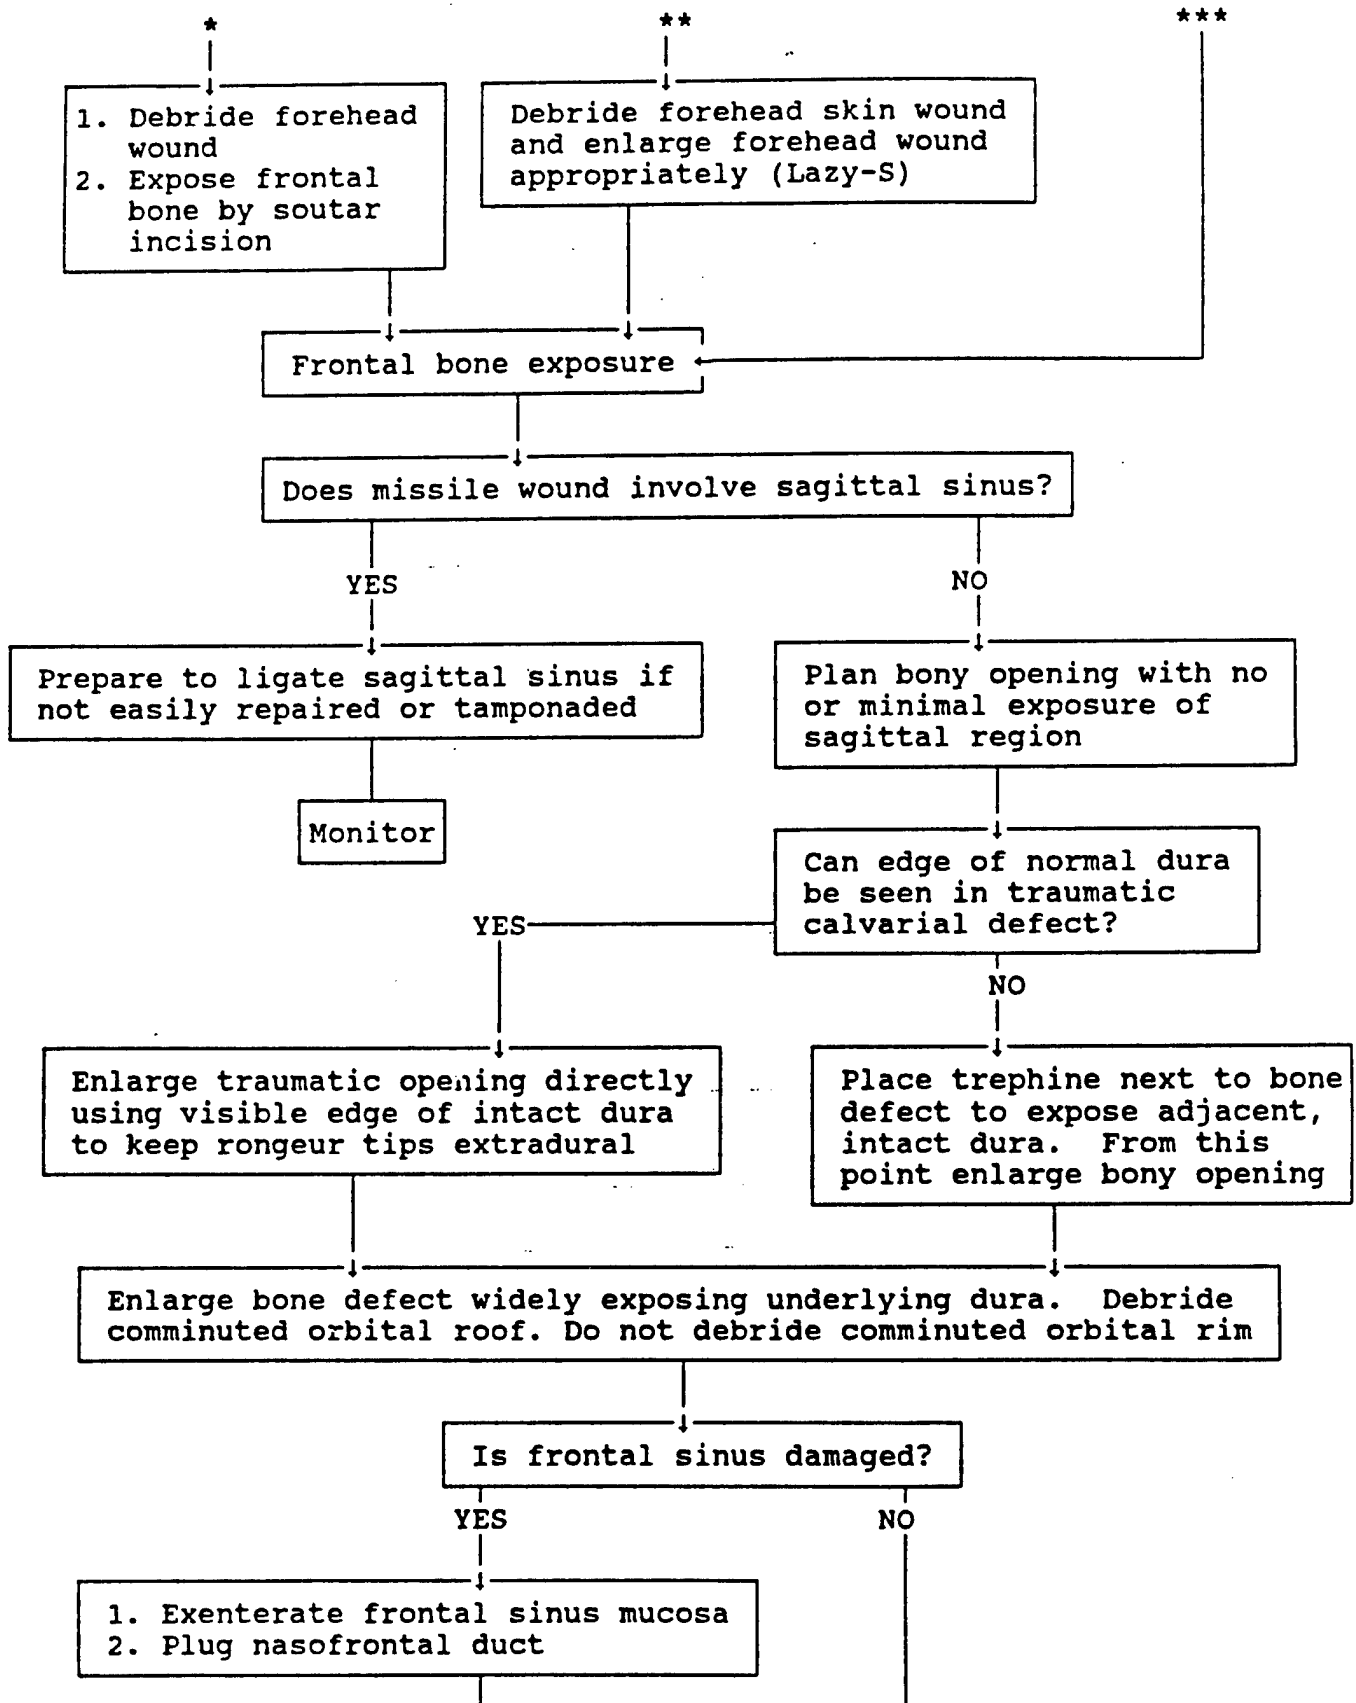 *
**
***
1. Debride forehead
wound
2. Expose frontal
bone by soutar
incision
Debride forehead skin wound
and enlarge forehead wound
appropriately (Lazy-S)
Frontal bone exposure
Does missile wound involve sagittal sinus?
YES
NO
Prepare to ligate sagittal sinus if
not easily repaired or tamponaded
Plan bony opening with no
or minimal exposure of
sagittal region
Monitor
Can edge of normal dura
be seen in traumatic
calvarial defect?
YES
NO
Enlarge traumatic opening directly
using visible edge of intact dura
to keep rongeur tips extradural
Place trephine next to bone
defect to expose adjacent,
intact dura. From this
point enlarge bony opening
Enlarge bone defect widely exposing underlying dura. Debride
comminuted orbital roof. Do not debride comminuted orbital rim
Is frontal sinus damaged?
YES
NO
1. Exenterate frontal sinus mucosa
2. Plug nasofrontal duct